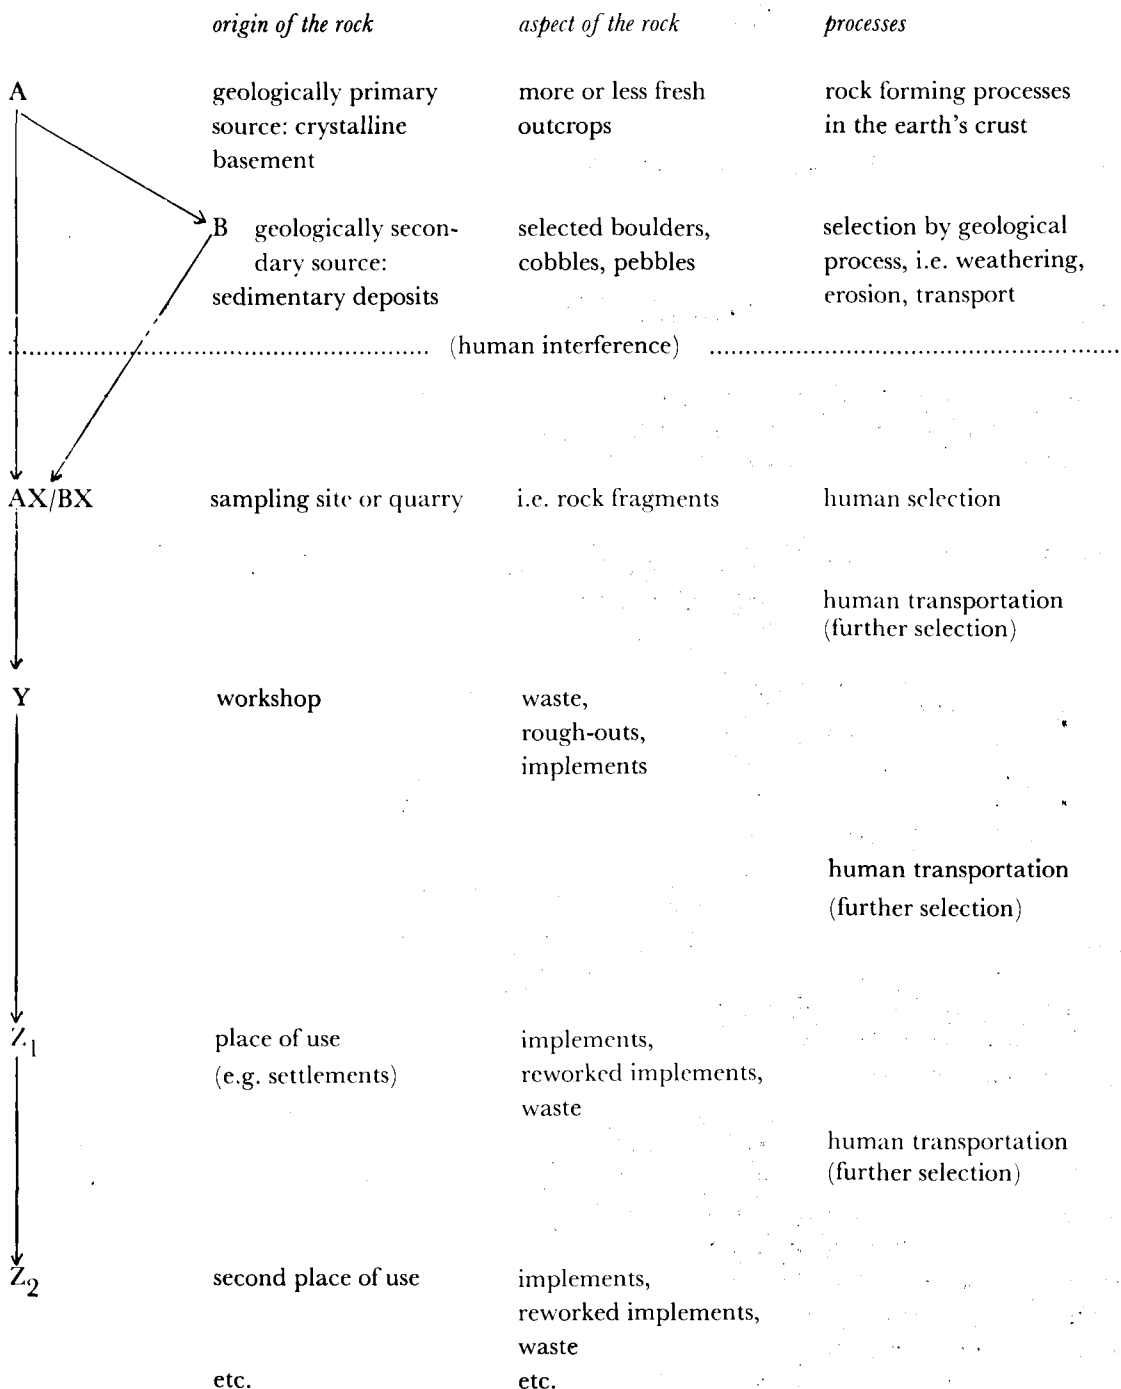 origin of the rock aspect of the rock processes
A geologically primary more or less fresh rock forming processes
source: crystalline outcrops in the earth's crust
basement
B geologically secon- selected boulders, selection by geological
dary source: cobbles, pebbles process, i.e. weathering,
sedimentary deposits erosion, transport
(human interference)
AX/BX sampling site or quarry i.e. rock fragments human selection
human transportation
(further selection)
Y workshop waste,
rough-outs,
implements
human transportation
(further selection)
Z1 place of use implements,
(e.g. settlements) reworked implements,
waste
human transportation
(further selection)
Z2 second place of use implements,
reworked implements,
waste
etc. etc.